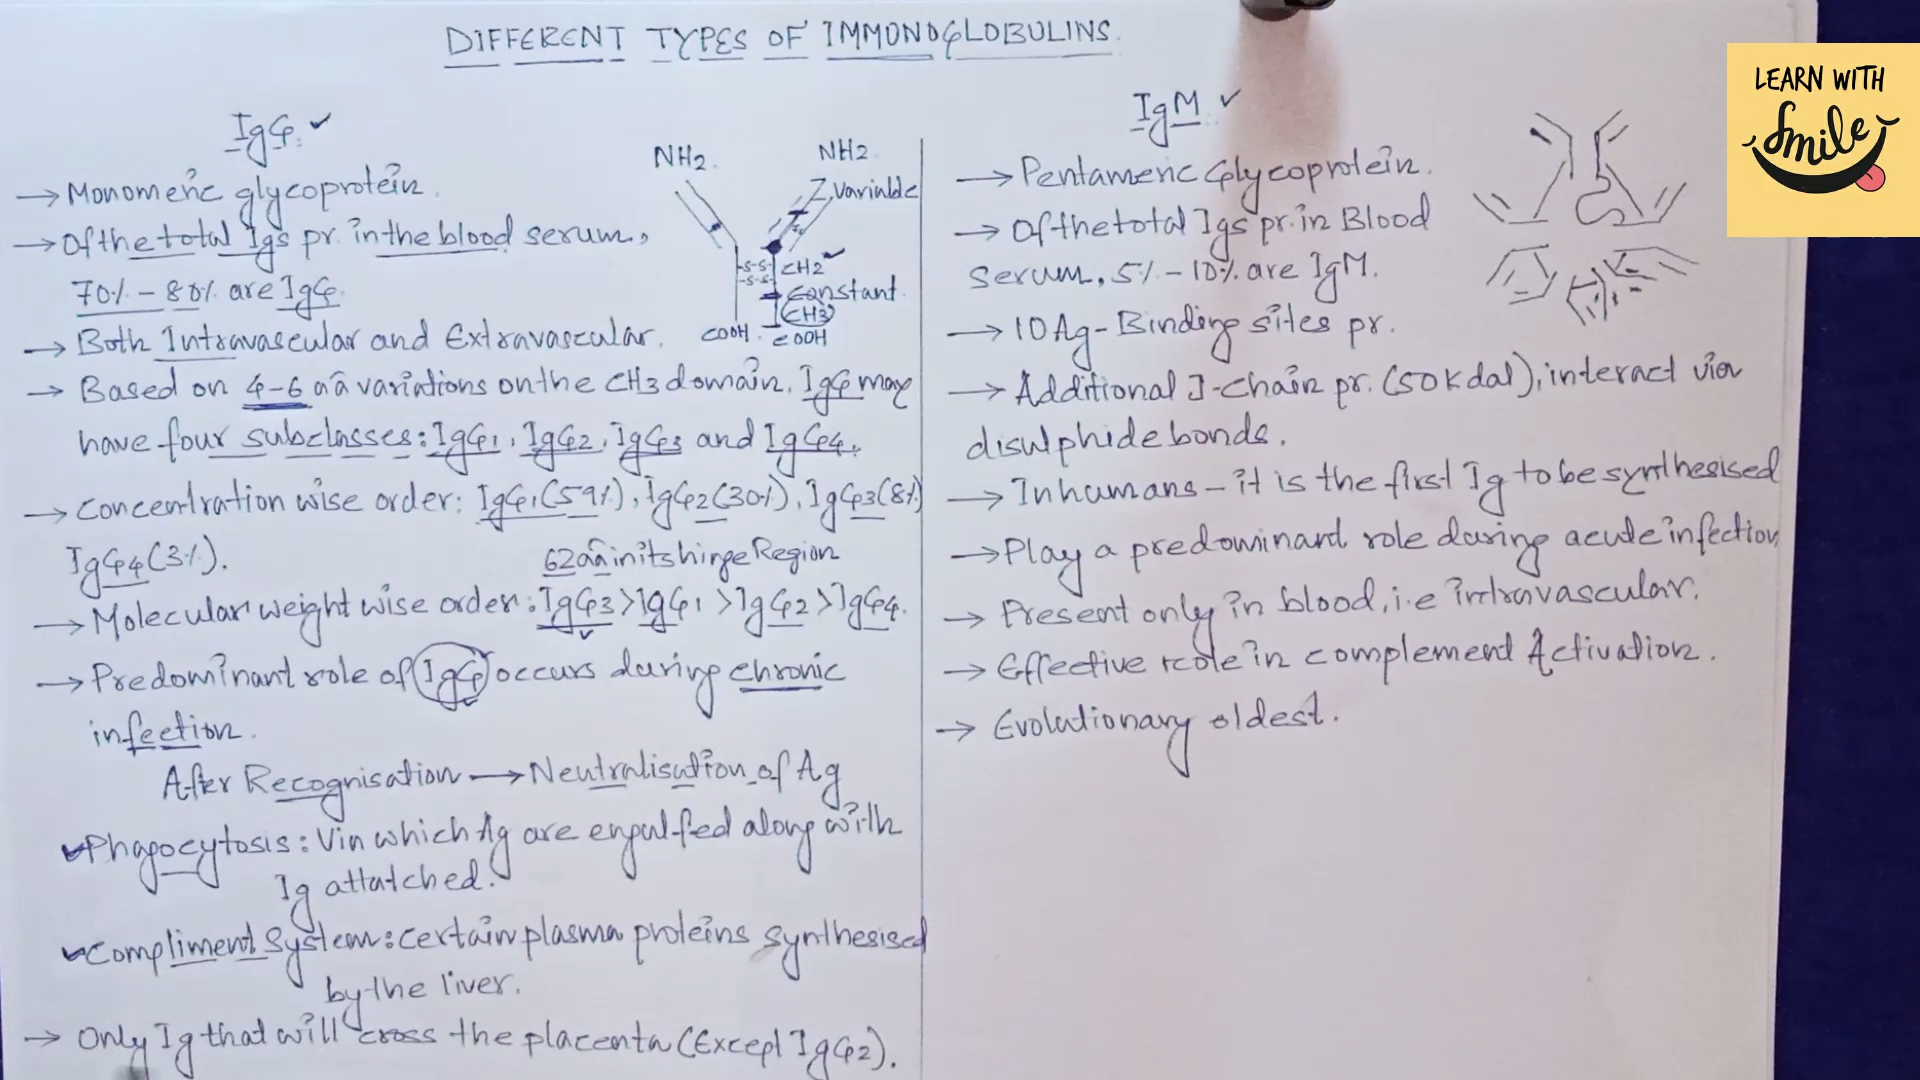 DIFFERENT TYPES OF IMMONOGLOBULINS.
LEARN WITH
Smile
IgG.
→ Monomeric glycoprotein.
→ Of the total Igs pr. in the blood serum,
70% - 80% are IgG.
→ Both Intravascular and Extravascular.
→ Based on 4-6 aa variations on the CH3 domain, IgG may
have four subclasses: IgG1, IgG2, IgG3 and IgG4.
→ Concentration wise order: IgG1(59%), IgG2(30%), IgG3(8%)
IgG4(3%).
62aa in its hinge Region
→ Molecular weight wise order: IgG3 > IgG1 > IgG2 > IgG4.
→ Predominant role of IgG occurs during chronic
infection.
After Recognisation → Neutralisation of Ag
Phagocytosis: Via which Ag are engulfed along with
Ig attatched.
Compliment System: certain plasma proteins synthesised
by the liver.
→ Only Ig that will cross the placenta (Except IgG2).
NH2.
NH2
variable
-S-S-
CH2
-S-S-
constant.
CH3
COOH.
COOH
IgM
→ Pentameric Glycoprotein.
→ Of the total Igs pr. in Blood
serum, 5% - 10% are IgM.
→ 10 Ag-Binding sites pr.
→ Additional J-chain pr. (50Kdal), interact via
disulphide bonds.
→ In humans - it is the first Ig to be synthesised
→ Play a predominant role during acute infection
→ Present only in blood, i.e intravascular.
→ Effective role in complement Activation.
→ Evolutionary oldest.